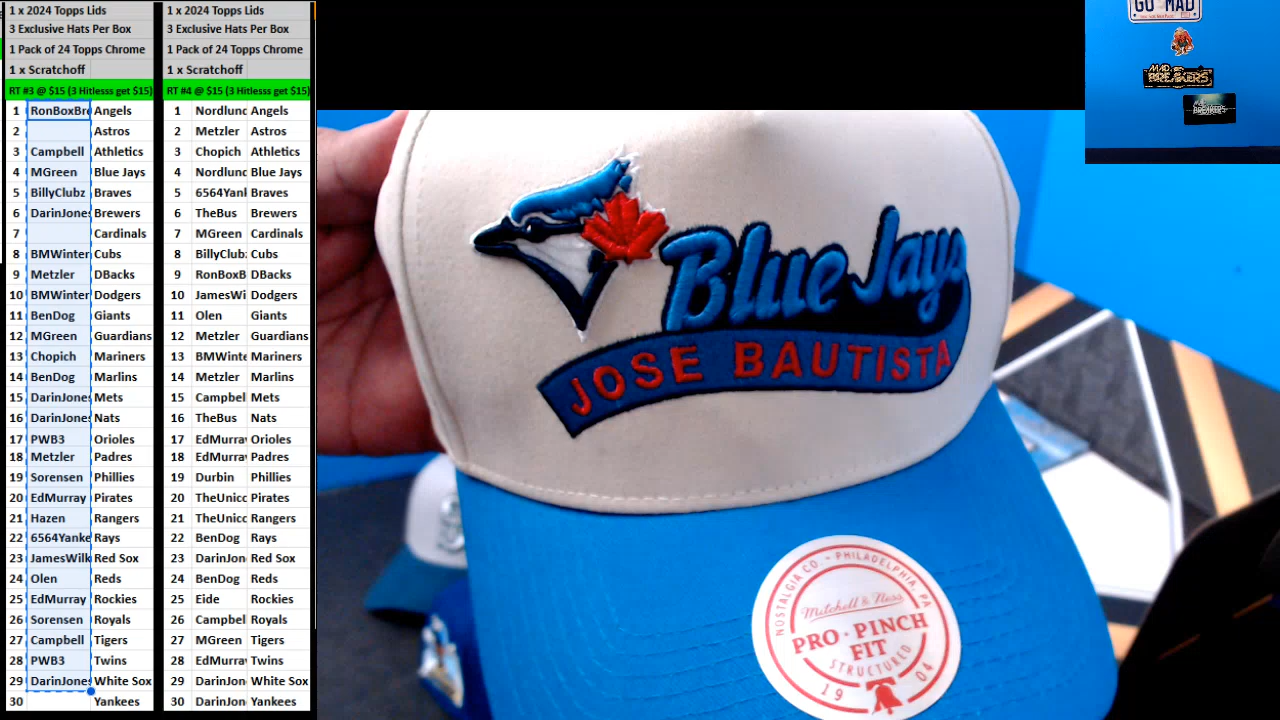 1 x 2024 Topps Lids
3 Exclusive Hats Per Box
1 Pack of 24 Topps Chrome
1 x Scratchoff
RT #3 @ $15 (3 Hitlesss get $15)
1 RonBoxBr Angels
2 Astros
3 Campbell Athletics
4 MGreen Blue Jays
5 BillyClubz Braves
6 DarinJones Brewers
7 Cardinals
8 BMWinter Cubs
9 Metzler DBacks
10 BMWinter Dodgers
11 BenDog Giants
12 MGreen Guardians
13 Chopich Mariners
14 BenDog Marlins
15 DarinJones Mets
16 DarinJones Nats
17 PWB3 Orioles
18 Metzler Padres
19 Sorensen Phillies
20 EdMurray Pirates
21 Hazen Rangers
22 6564Yanke Rays
23 JamesWilk Red Sox
24 Olen Reds
25 EdMurray Rockies
26 Sorensen Royals
27 Campbell Tigers
28 PWB3 Twins
29 DarinJones White Sox
30 Yankees
1 x 2024 Topps Lids
3 Exclusive Hats Per Box
1 Pack of 24 Topps Chrome
1 x Scratchoff
RT #4 @ $15 (3 Hitlesss get $15)
1 Nordlund Angels
2 Metzler Astros
3 Chopich Athletics
4 Nordlund Blue Jays
5 6564Yan Braves
6 TheBus Brewers
7 MGreen Cardinals
8 BillyClub Cubs
9 RonBoxB DBacks
10 JamesWi Dodgers
11 Olen Giants
12 Metzler Guardians
13 BMWinte Mariners
14 Metzler Marlins
15 Campbel Mets
16 TheBus Nats
17 EdMurray Orioles
18 EdMurray Padres
19 Durbin Phillies
20 TheUnico Pirates
21 TheUnico Rangers
22 BenDog Rays
23 DarinJon Red Sox
24 BenDog Reds
25 Eide Rockies
26 Campbel Royals
27 MGreen Tigers
28 EdMurray Twins
29 DarinJon White Sox
30 DarinJon Yankees
Blue Jays
JOSE BAUTISTA
NOSTALGIA CO · PHILADELPHIA, PA
Mitchell & Ness
PRO · PINCH
FIT
STRUCTURED
19 04
GO MAD
MAD
BREAKERS
BREAKERS